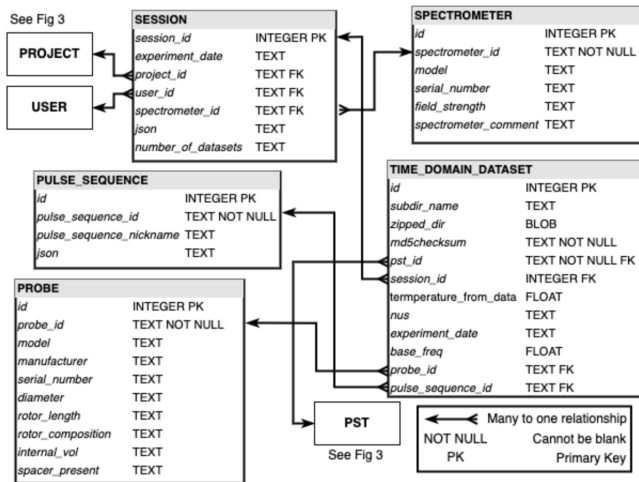 See Fig 3
PROJECT
USER
SESSION
session_id INTEGER PK
experiment_date TEXT
project_id TEXT FK
user_id TEXT FK
spectrometer_id TEXT FK
json TEXT
number_of_datasets TEXT
SPECTROMETER
id INTEGER PK
spectrometer_id TEXT NOT NULL
model TEXT
serial_number TEXT
field_strength TEXT
spectrometer_comment TEXT
PULSE_SEQUENCE
id INTEGER PK
pulse_sequence_id TEXT NOT NULL
pulse_sequence_nickname TEXT
json TEXT
TIME_DOMAIN_DATASET
id INTEGER PK
subdir_name TEXT
zipped_dir BLOB
md5checksum TEXT NOT NULL
pst_id TEXT NOT NULL FK
session_id INTEGER FK
termperature_from_data FLOAT
nus TEXT
experiment_date TEXT
base_freq FLOAT
probe_id TEXT FK
pulse_sequence_id TEXT FK
PROBE
id INTEGER PK
probe_id TEXT NOT NULL
model TEXT
manufacturer TEXT
serial_number TEXT
diameter TEXT
rotor_length TEXT
rotor_composition TEXT
internal_vol TEXT
spacer_present TEXT
PST
See Fig 3
Many to one relationship
NOT NULL Cannot be blank
PK Primary Key